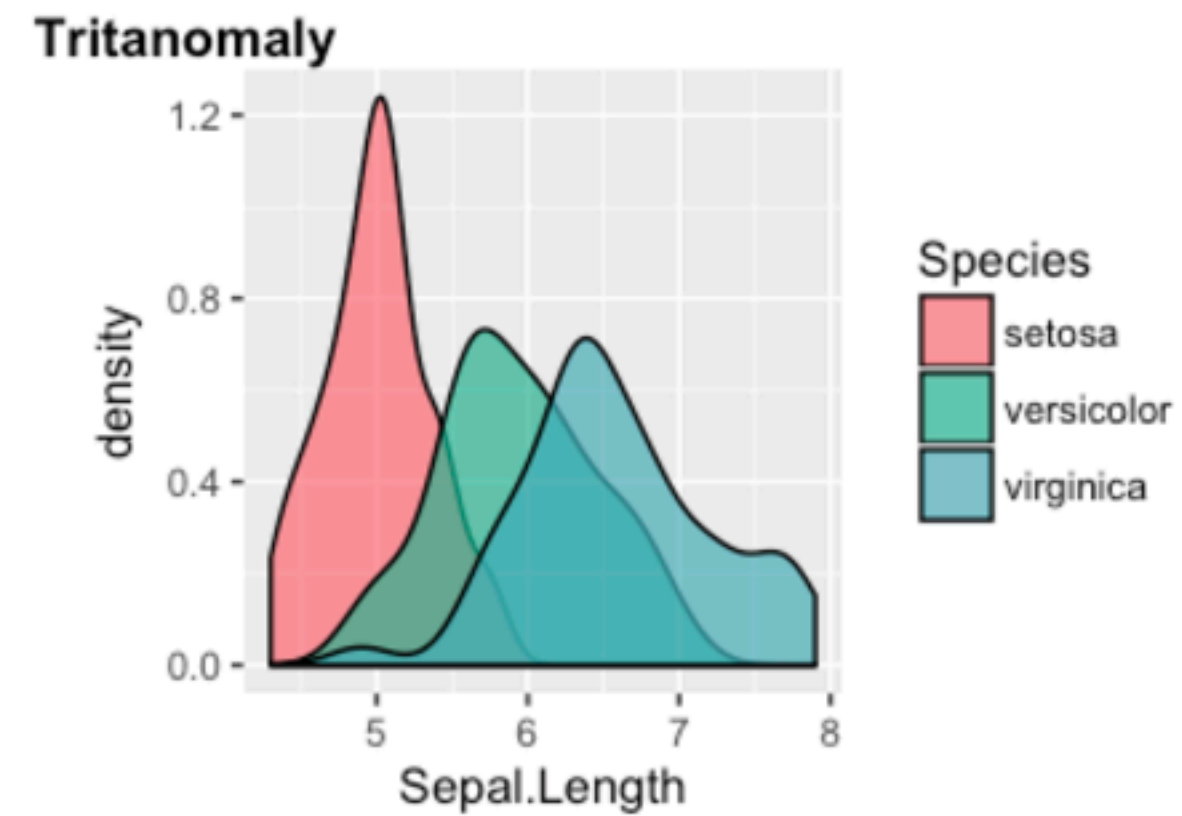 Tritanomaly
1.2
0.8
0.4
0.0
density
5 6 7 8
Sepal.Length
Species
setosa
versicolor
virginica